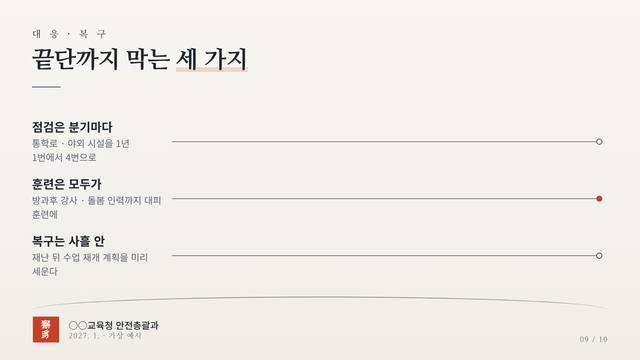 대응 · 복구
끝단까지 막는 세 가지
점검은 분기마다
통학로 · 야외 시설을 1년
1번에서 4번으로
훈련은 모두가
방과후 강사 · 돌봄 인력까지 대피
훈련에
복구는 사흘 안
재난 뒤 수업 재개 계획을 미리
세운다
〇〇교육청 안전총괄과
2027. 1. · 가상 예시
09 / 10